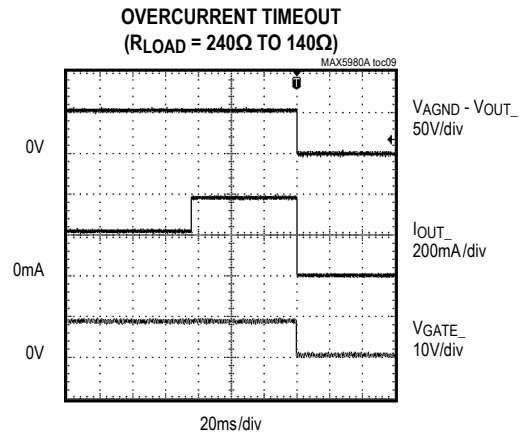 OVERCURRENT TIMEOUT
(RLOAD = 240Ω TO 140Ω)
MAX5980A toc09
T
VAGND - VOUT_
50V/div
0V
IOUT_
200mA/div
0mA
VGATE_
10V/div
0V
20ms/div